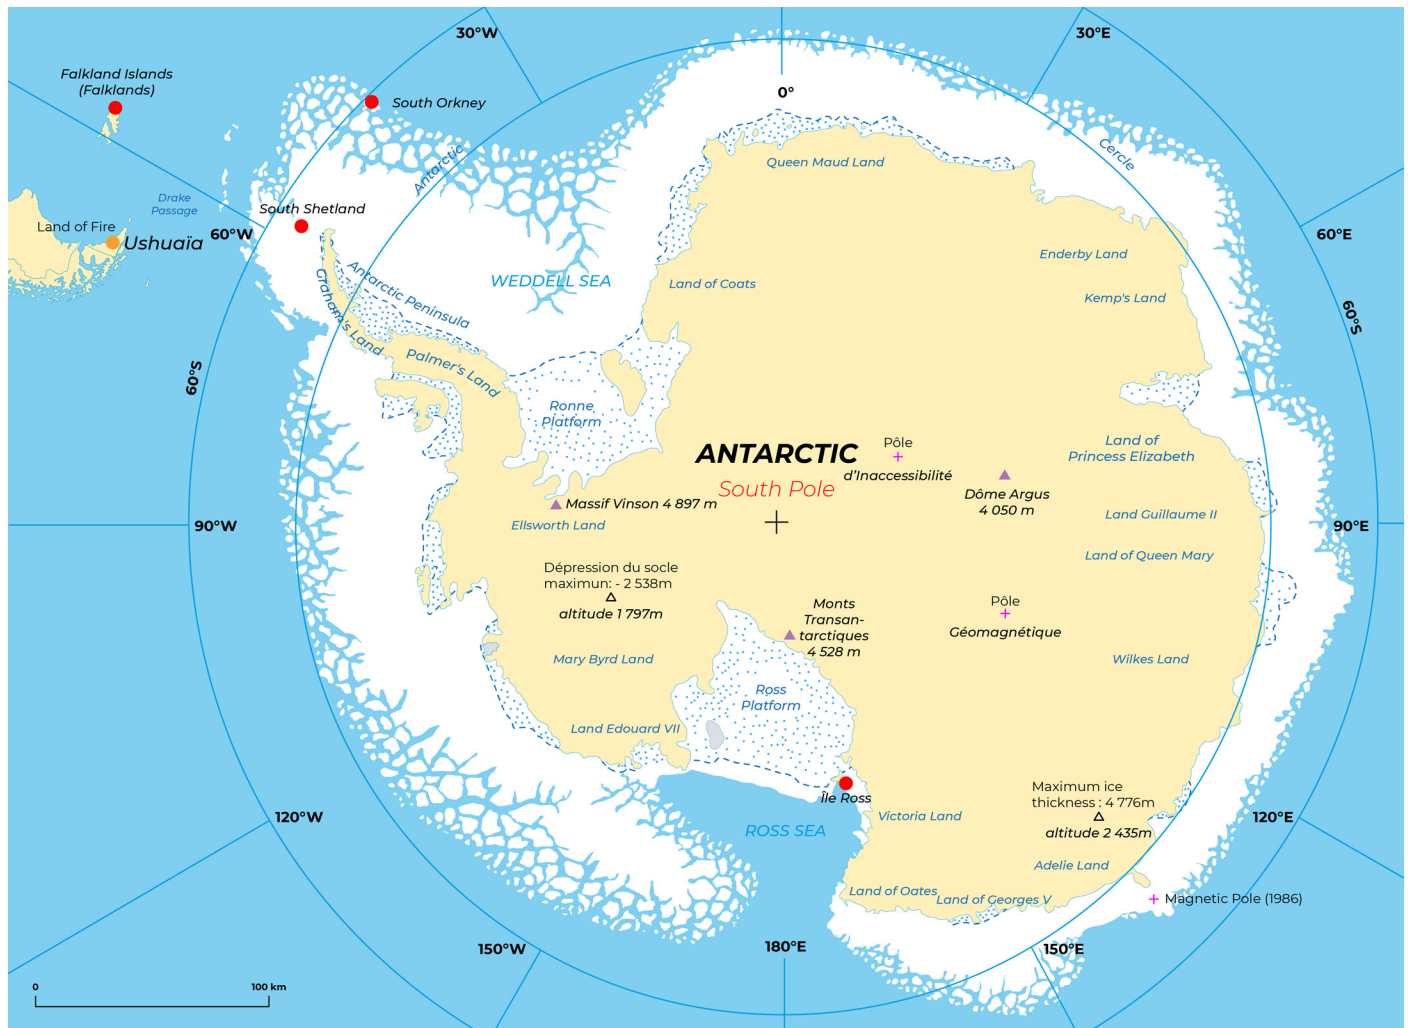 30°W
30°E
Falkland Islands
(Falklands)
0°
South Orkney
Antarctic
Cercle
Queen Maud Land
Drake
Passage
South Shetland
Land of Fire
Ushuaïa
60°W
60°E
Enderby Land
WEDDELL SEA
Land of Coats
Kemp's Land
Antarctic Peninsula
Graham's Land
60°S
60°S
Palmer's Land
Ronne
Platform
ANTARCTIC
South Pole
Pôle
d'Inaccessibilité
Land of
Princess Elizabeth
Dôme Argus
4 050 m
Massif Vinson 4 897 m
Ellsworth Land
Land Guillaume II
90°W
90°E
Land of Queen Mary
Dépression du socle
maximun: - 2 538m
altitude 1 797m
Monts
Transan-
tarctiques
4 528 m
Pôle
Géomagnétique
Mary Byrd Land
Wilkes Land
Ross
Platform
Land Edouard VII
Île Ross
Maximum ice
thickness : 4 776m
altitude 2 435m
120°W
ROSS SEA
Victoria Land
120°E
Adelie Land
Land of Oates
Land of Georges V
Magnetic Pole (1986)
150°W
180°E
150°E
0
100 km